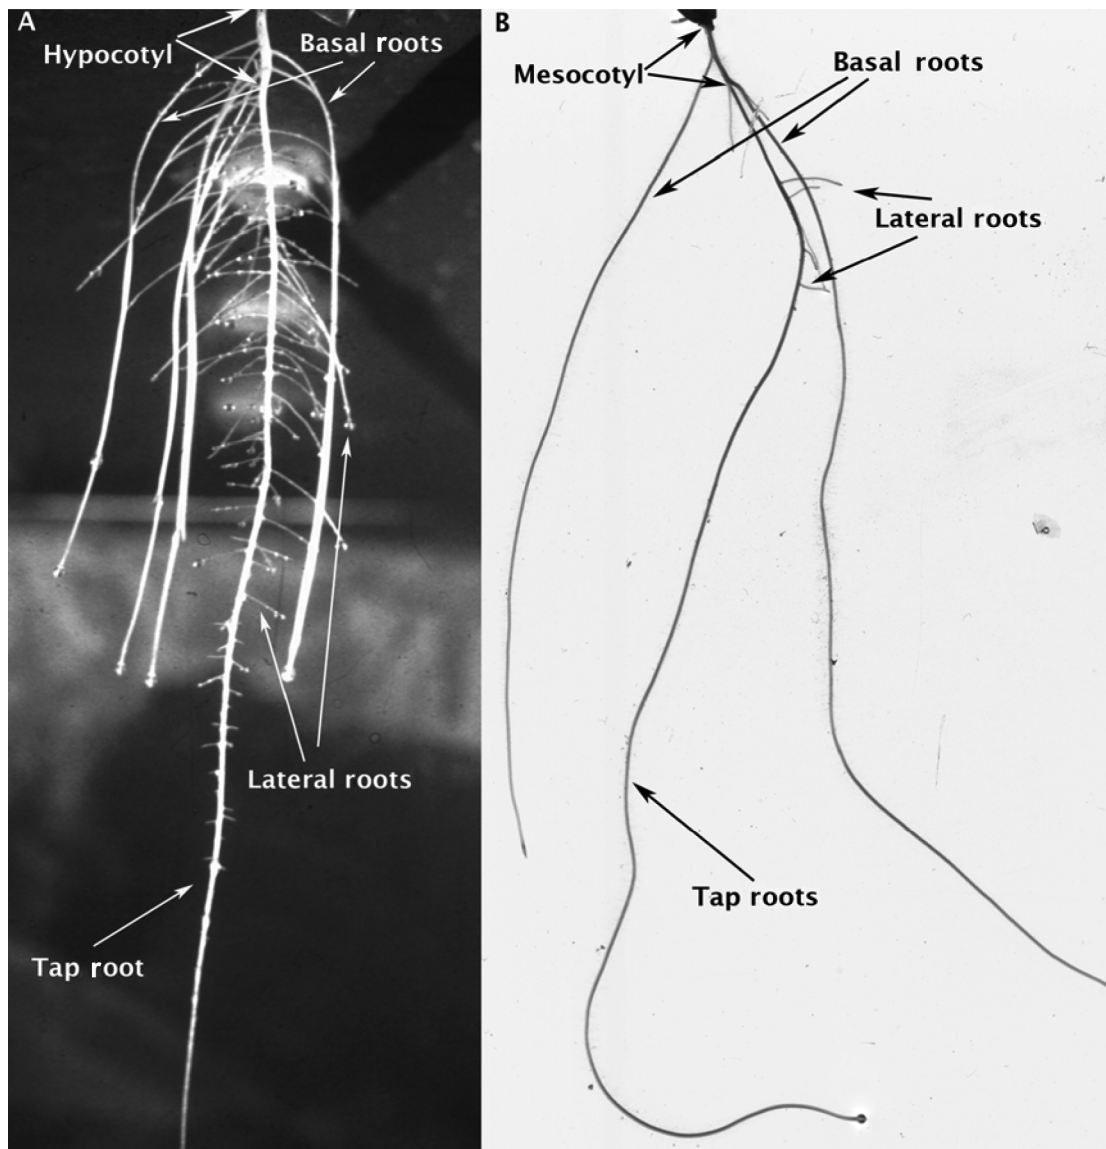 A
Hypocotyl
Basal roots
Lateral roots
Tap root
B
Mesocotyl
Basal roots
Lateral roots
Tap roots